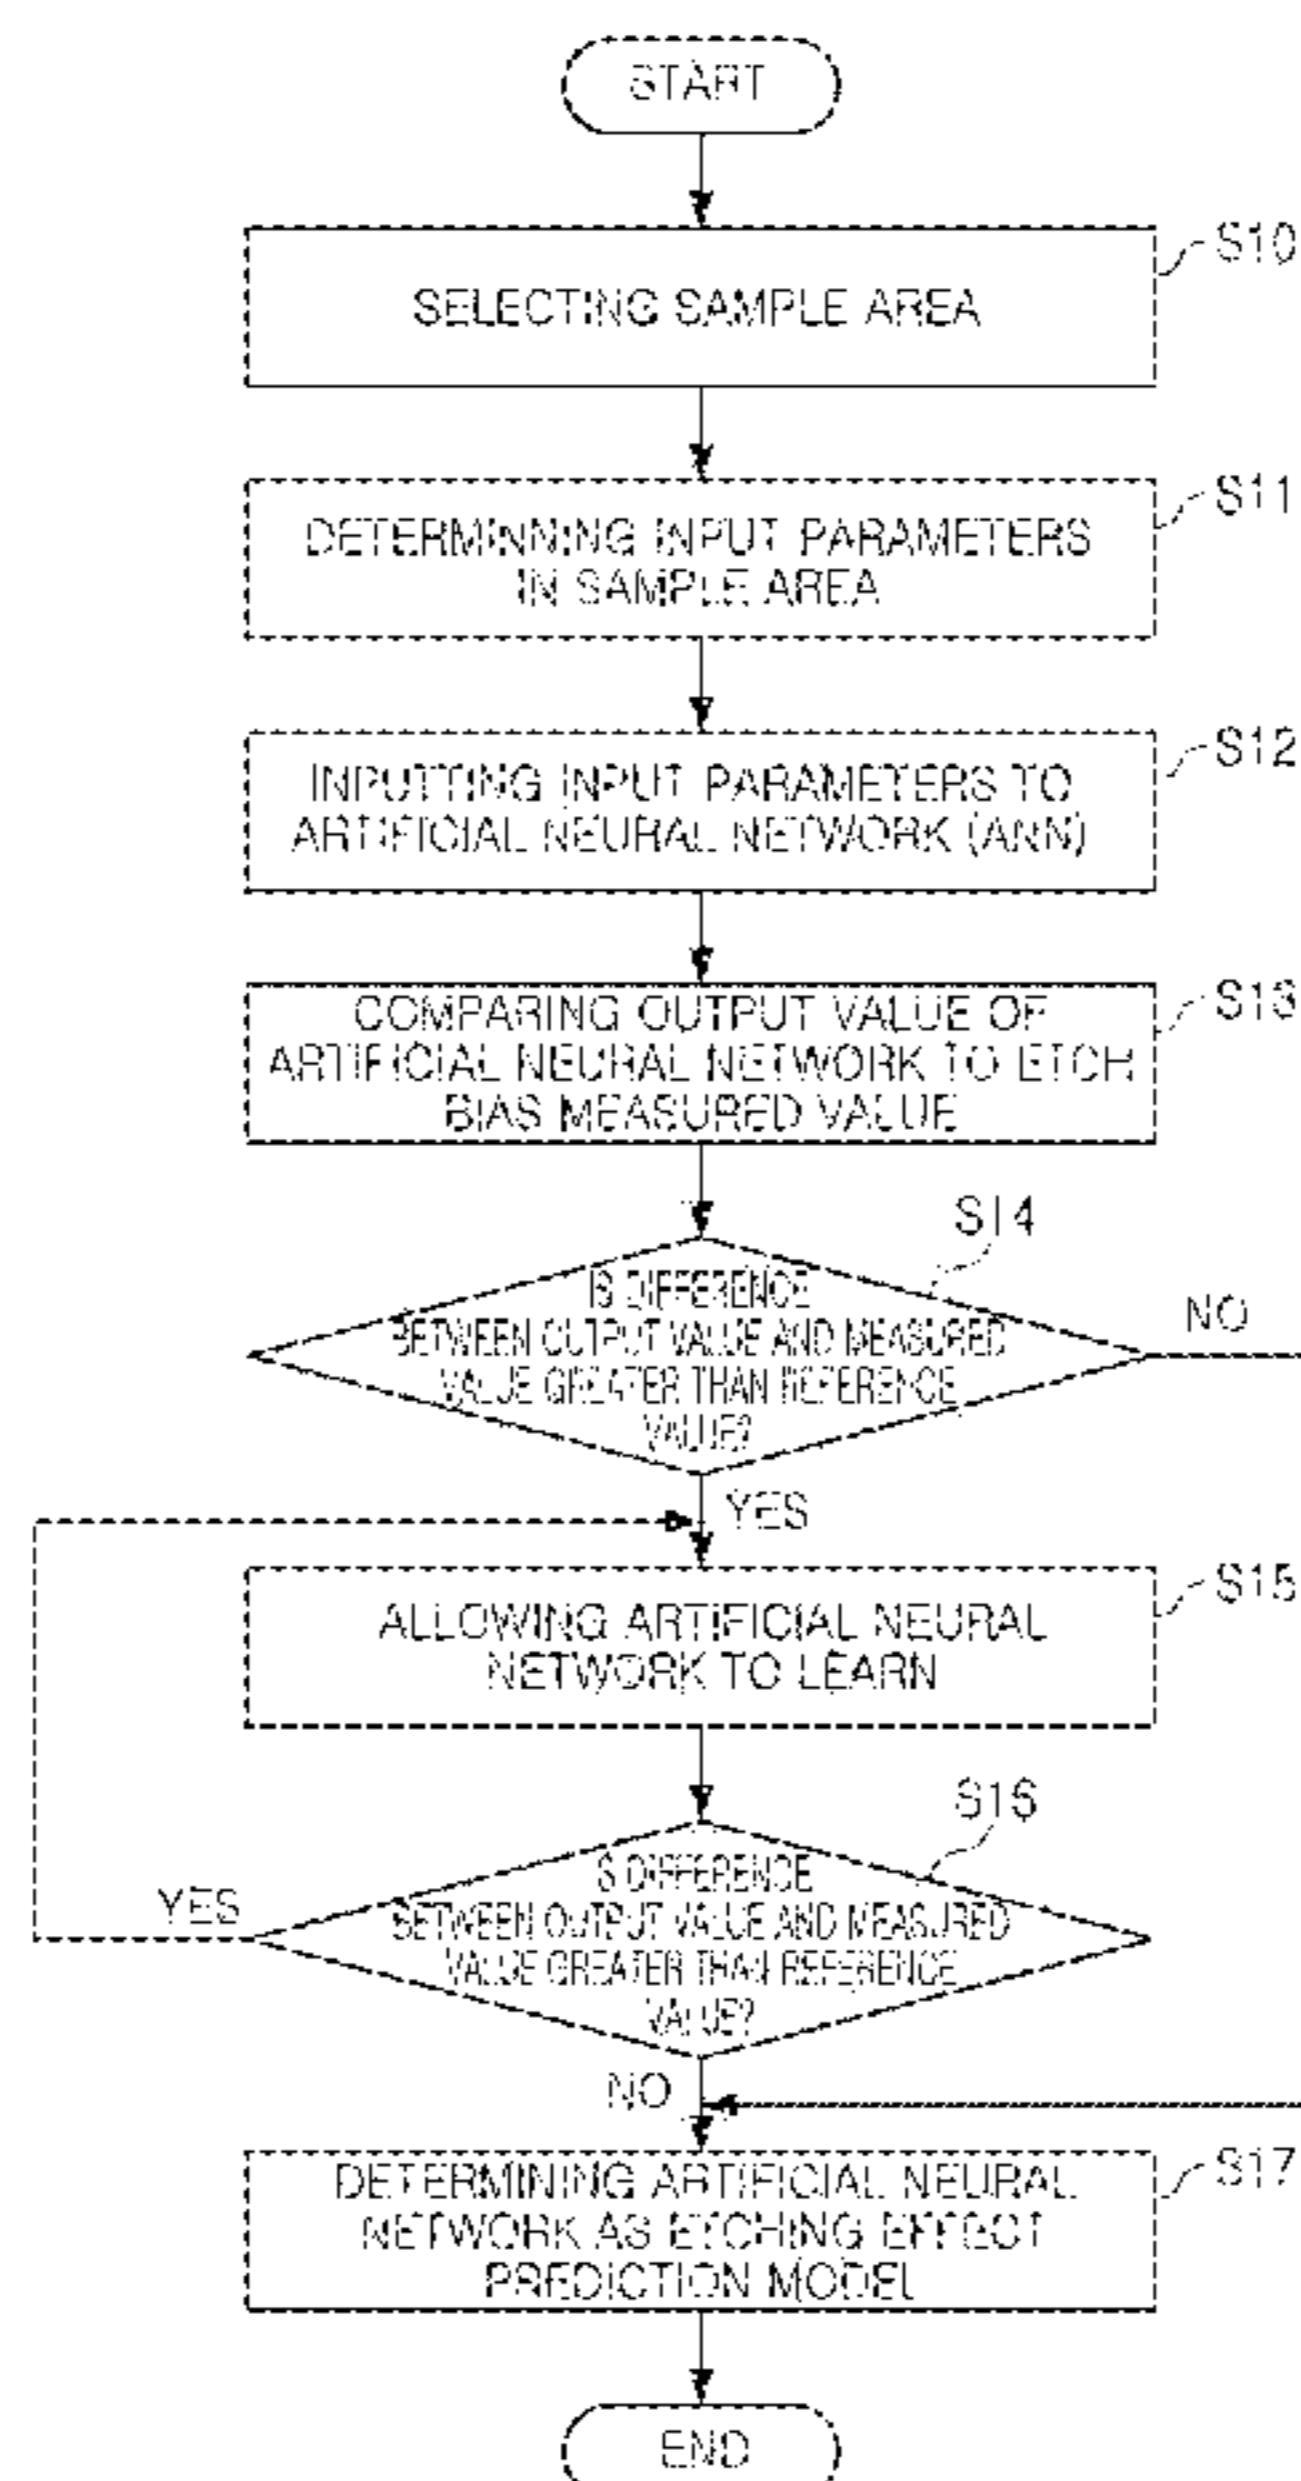 START
S10
SELECTING SAMPLE AREA
S11
DETERMINNING INPUT PARAMETERS
IN SAMPLE AREA
S12
INPUTTING INPUT PARAMETERS TO
ARTIFICIAL NEURAL NETWORK (ANN)
S13
COMPARING OUTPUT VALUE OF
ARTIFICIAL NEURAL NETWORK TO ETCH
BIAS MEASURED VALUE
S14
IS DIFFERENCE
BETWEEN OUTPUT VALUE AND MEASURED
VALUE GREATER THAN REFERENCE
VALUE?
NO
YES
S15
ALLOWING ARTIFICIAL NEURAL
NETWORK TO LEARN
S16
IS DIFFERENCE
BETWEEN OUTPUT VALUE AND MEASURED
VALUE GREATER THAN REFERENCE
VALUE?
YES
NO
S17
DETERMINING ARTIFICIAL NEURAL
NETWORK AS ETCHING EFFECT
PREDICTION MODEL
END